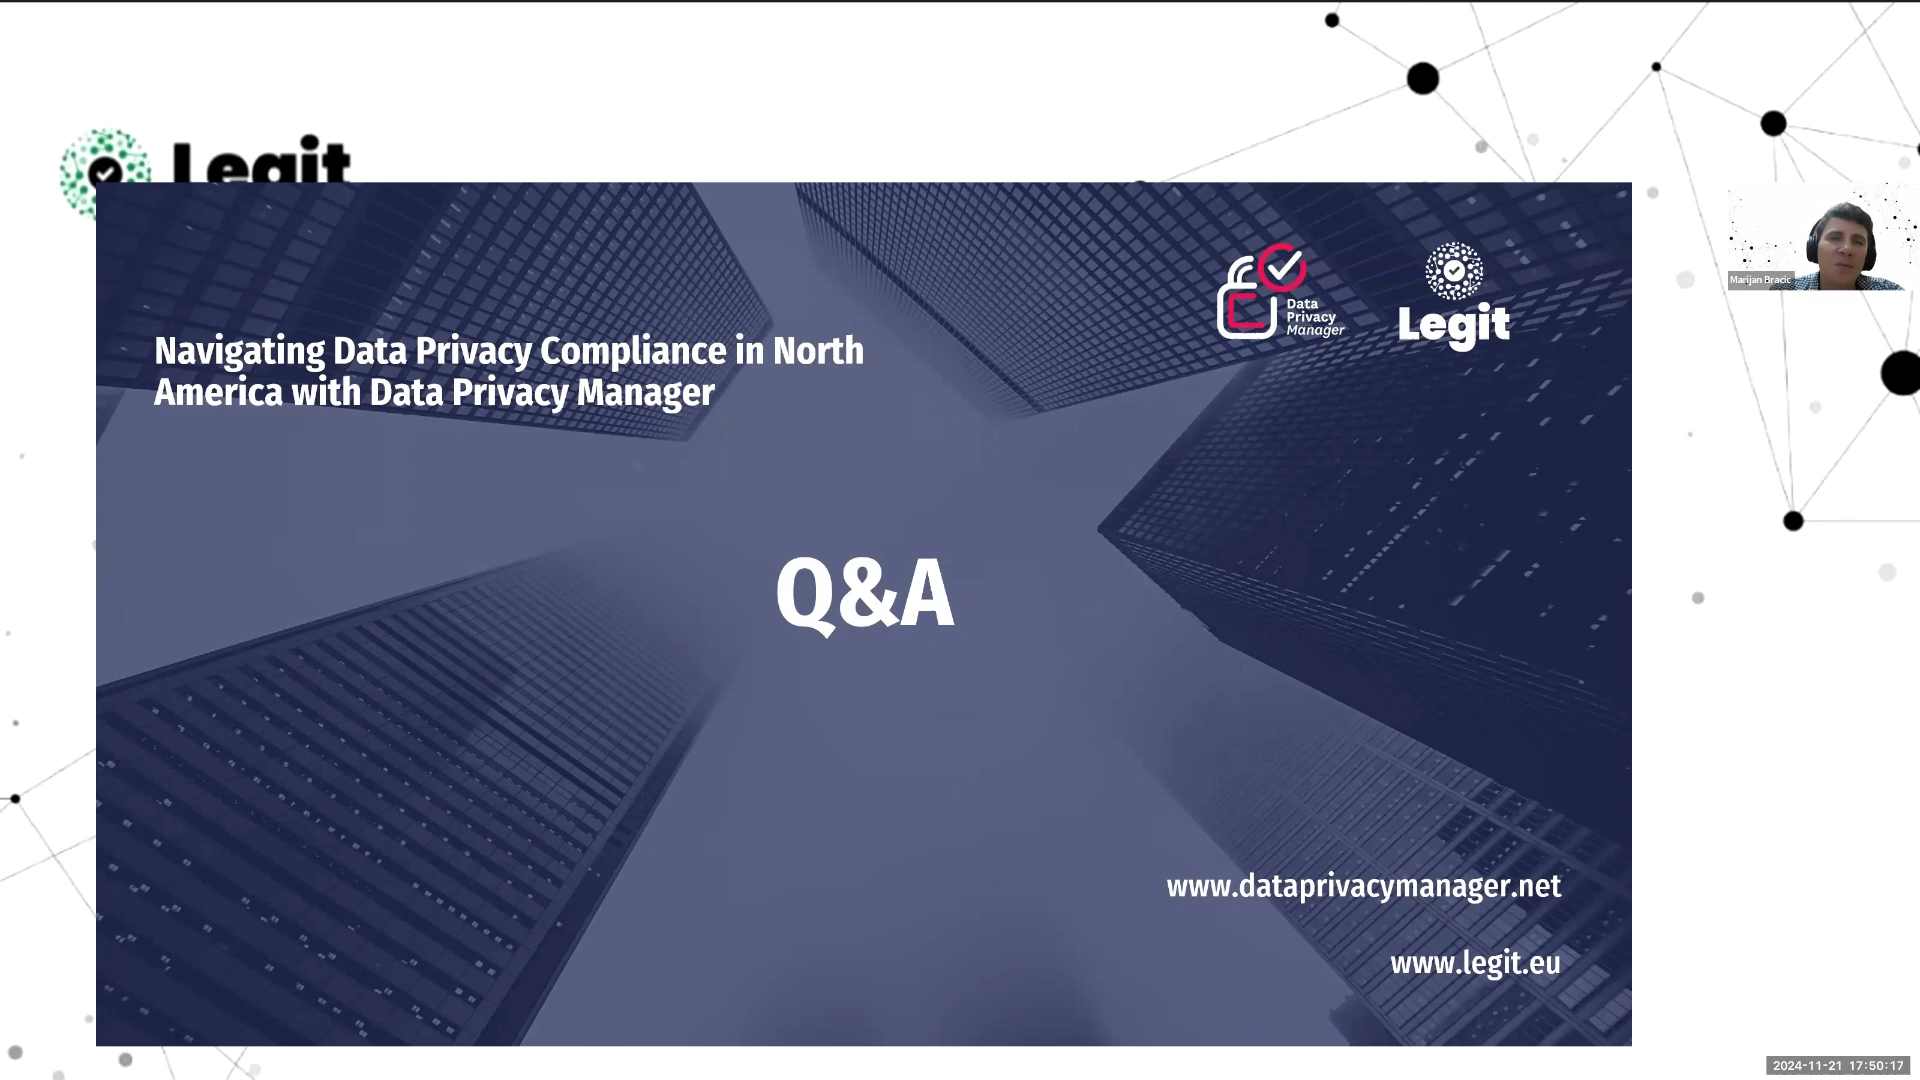 Legit
Data
Privacy
Manager
Legit
Navigating Data Privacy Compliance in North
America with Data Privacy Manager
Marijan Bracic
Q&A
www.dataprivacymanager.net
www.legit.eu
2024-11-21 17:50:17